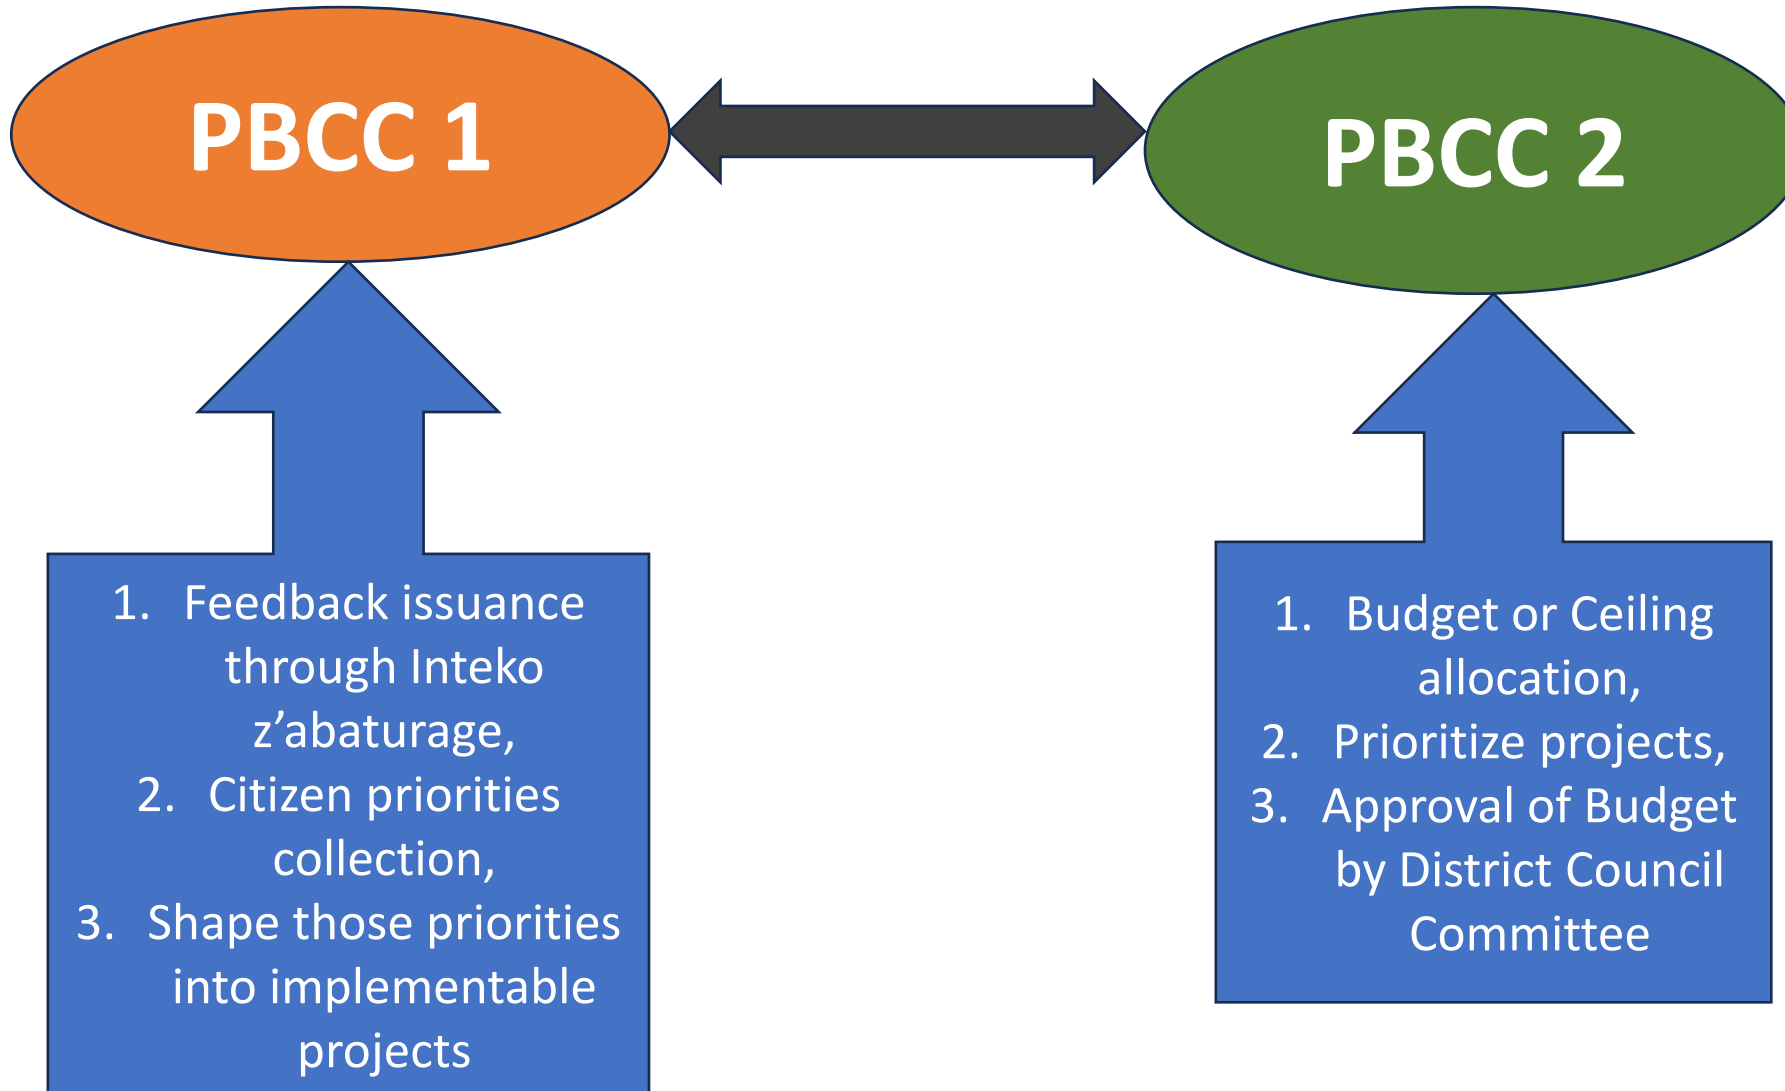 PBCC 1
PBCC 2
1. Feedback issuance
through Inteko
z’abaturage,
2. Citizen priorities
collection,
3. Shape those priorities
into implementable
projects
1. Budget or Ceiling
allocation,
2. Prioritize projects,
3. Approval of Budget
by District Council
Committee